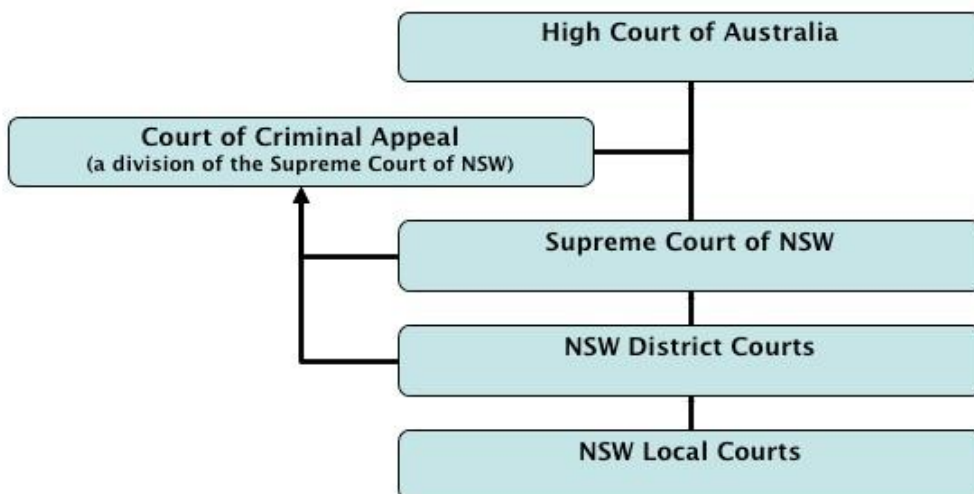 High Court of Australia
Court of Criminal Appeal
(a division of the Supreme Court of NSW)
Supreme Court of NSW
NSW District Courts
NSW Local Courts